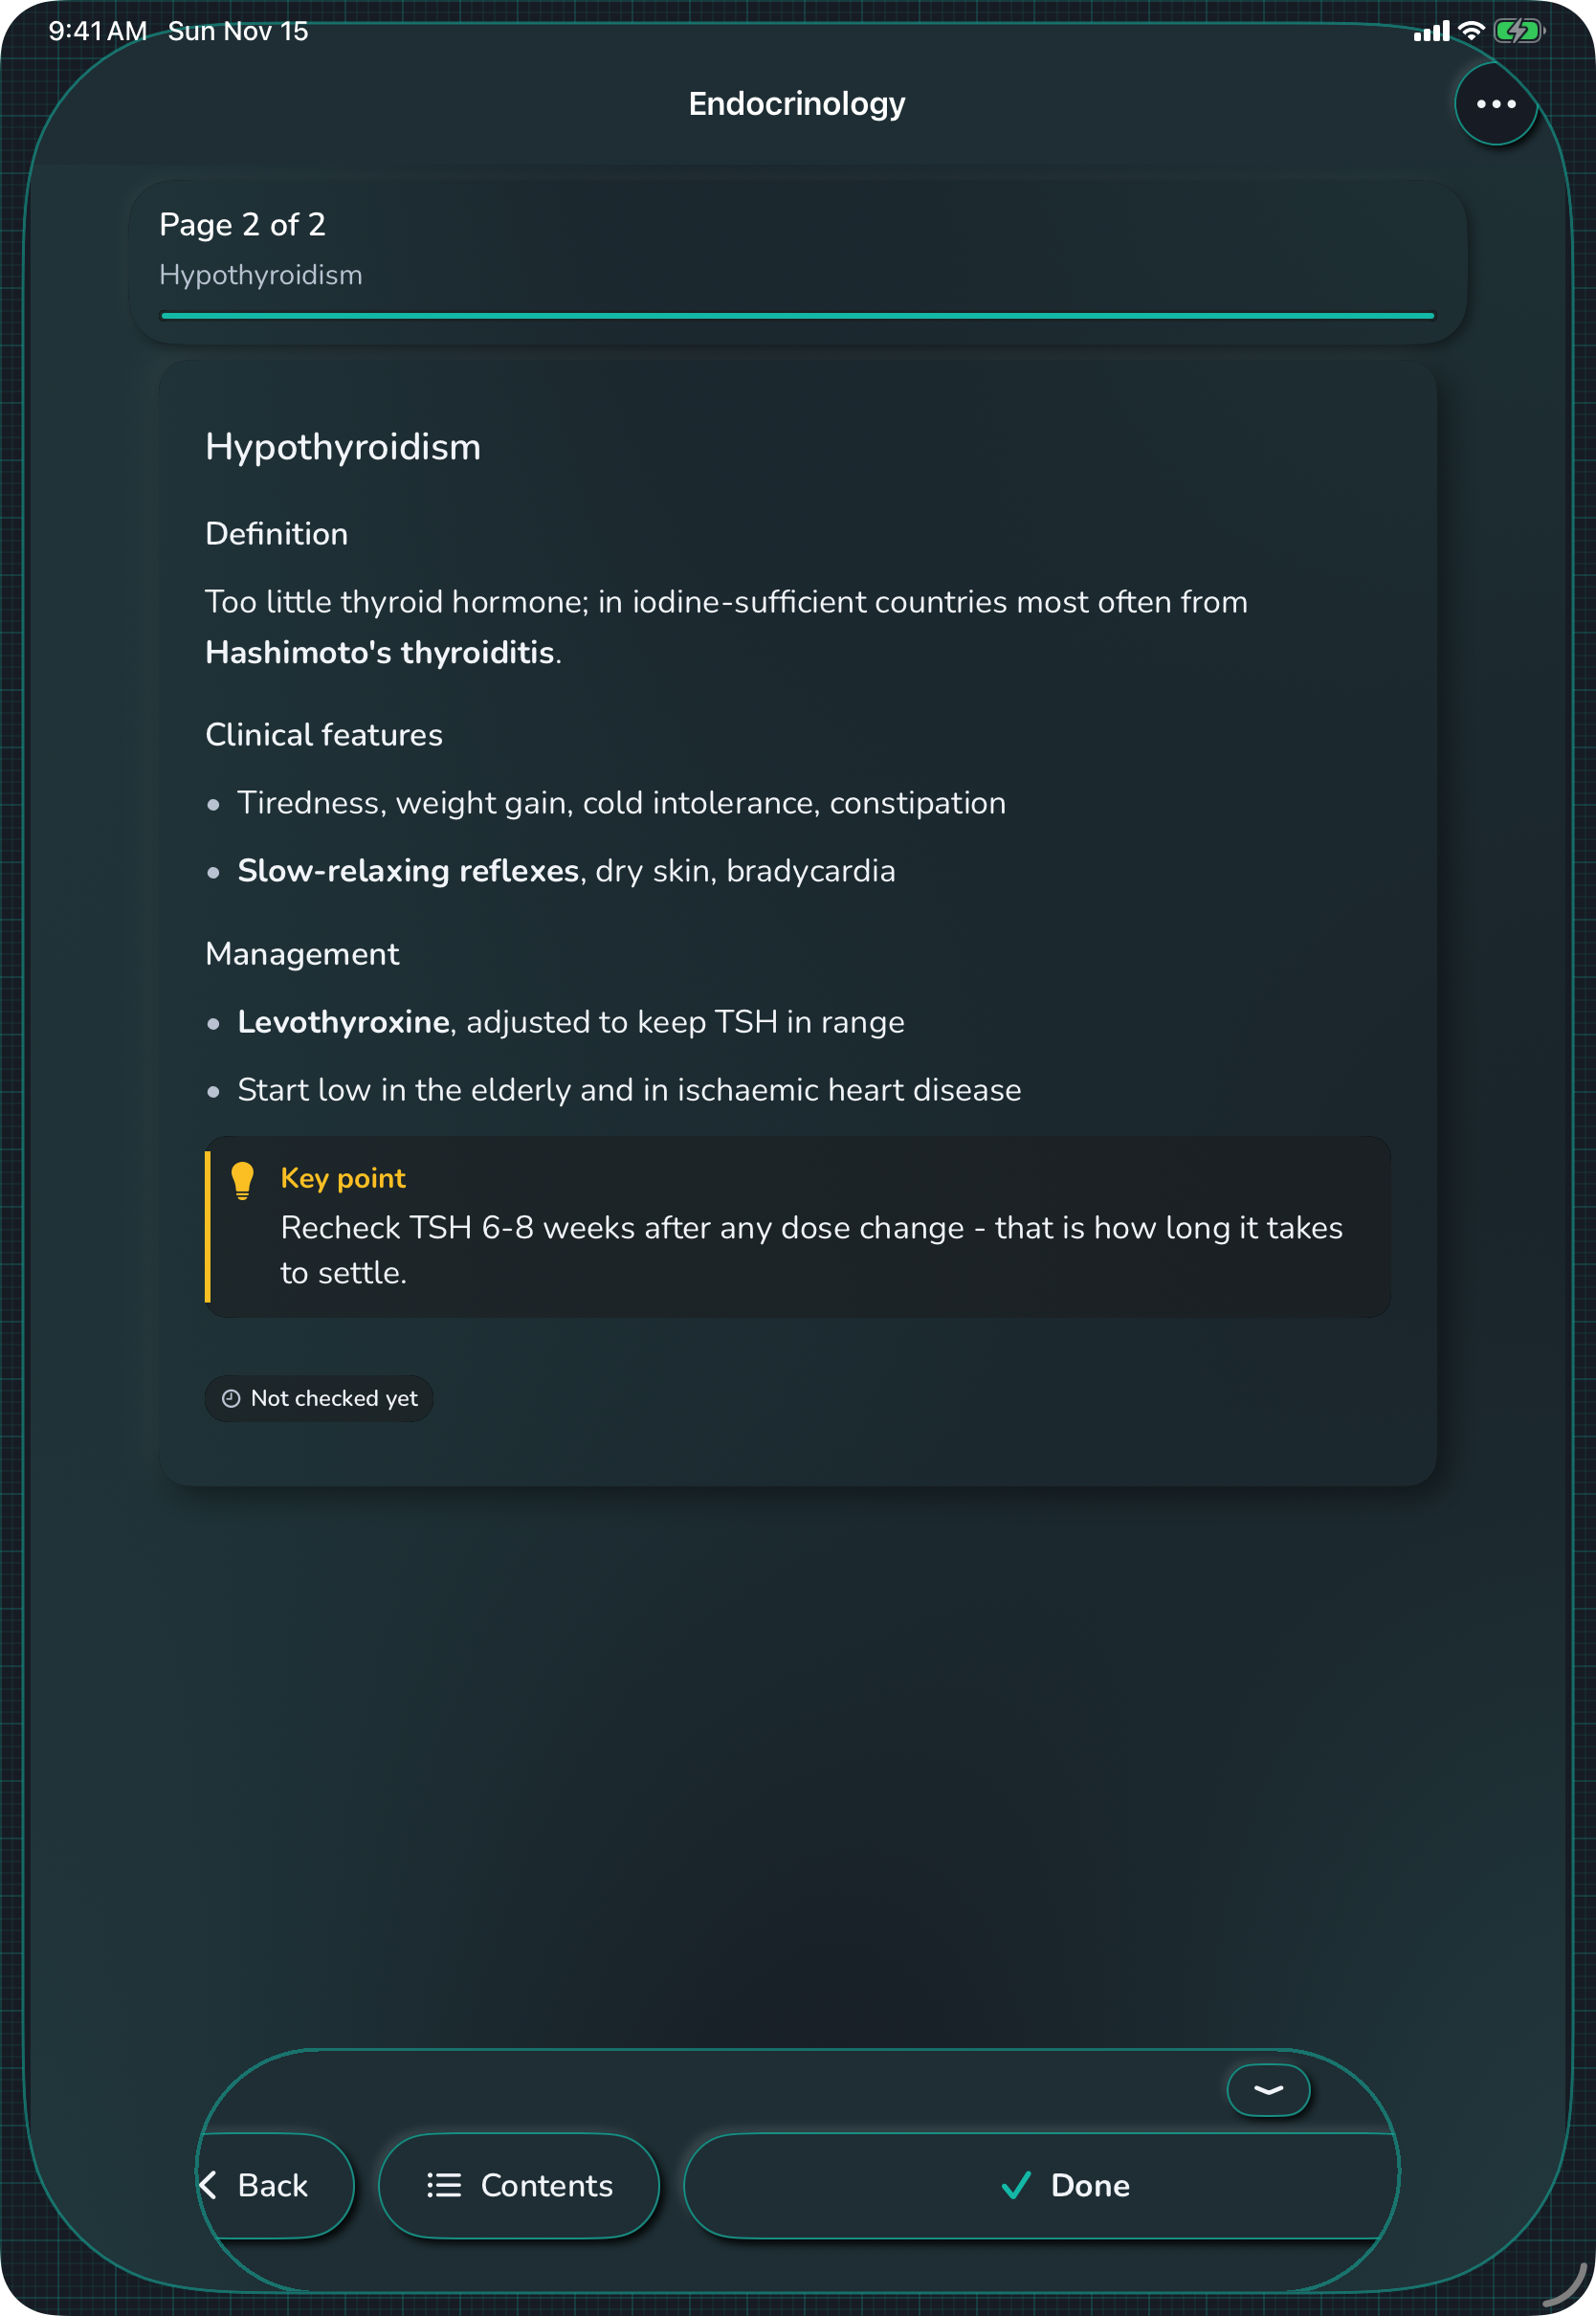 9:41 AM Sun Nov 15
Endocrinology
Page 2 of 2
Hypothyroidism
Hypothyroidism
Definition
Too little thyroid hormone; in iodine-sufficient countries most often from
Hashimoto's thyroiditis.
Clinical features
• Tiredness, weight gain, cold intolerance, constipation
• Slow-relaxing reflexes, dry skin, bradycardia
Management
• Levothyroxine, adjusted to keep TSH in range
• Start low in the elderly and in ischaemic heart disease
Key point
Recheck TSH 6-8 weeks after any dose change - that is how long it takes
to settle.
Not checked yet
Back
Contents
Done